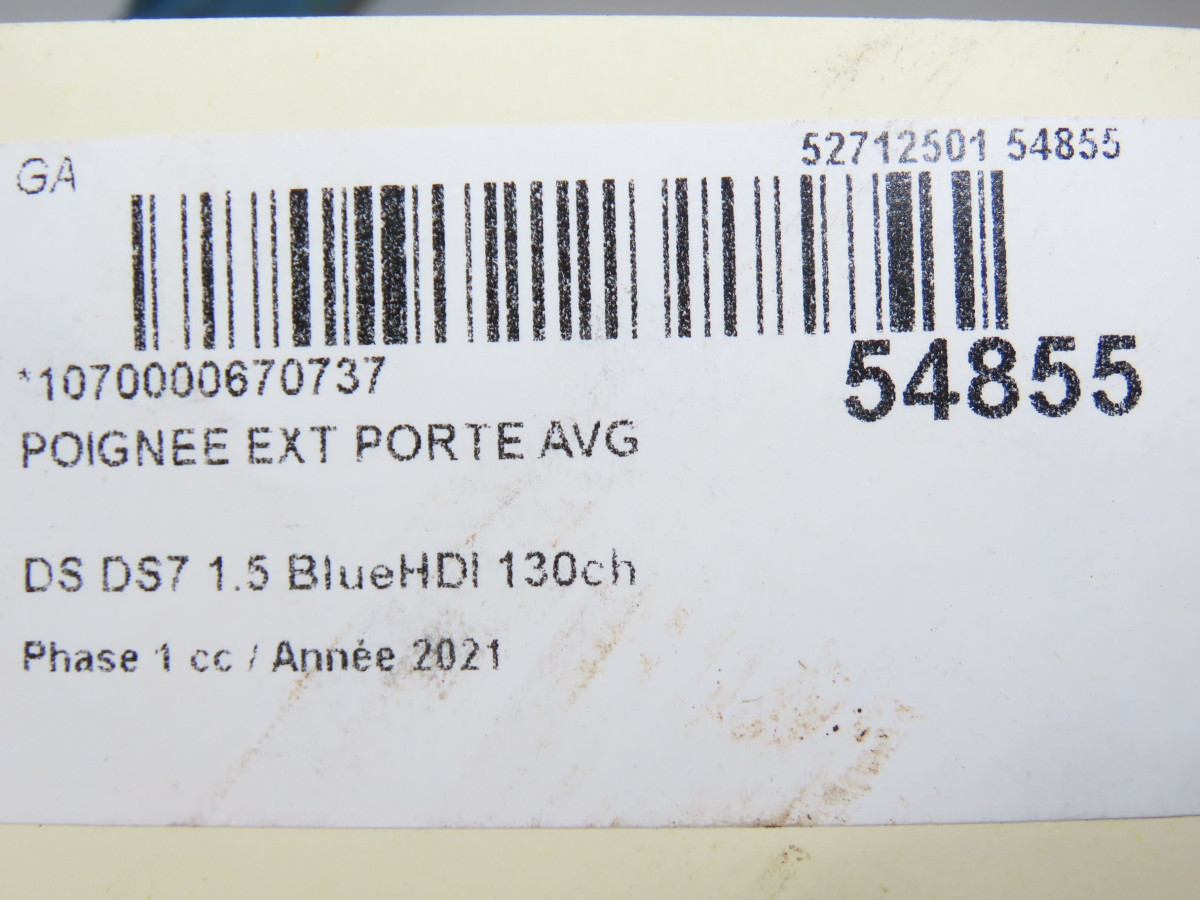 GA
52712501 54855
*1070000670737
54855
POIGNEE EXT PORTE AVG
DS DS7 1.5 BlueHDI 130ch
Phase 1 cc / Année 2021